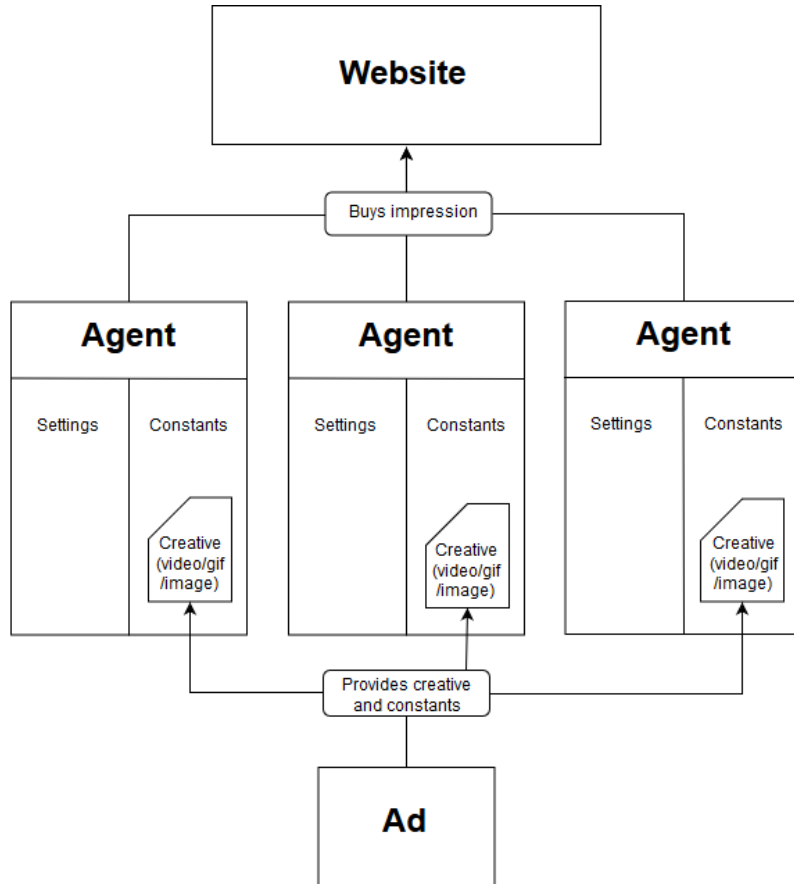 Website
Buys impression
Agent
Agent
Agent
Settings
Constants
Settings
Constants
Settings
Constants
Creative
(video/gif
/image)
Creative
(video/gif
/image)
Creative
(video/gif
/image)
Provides creative
and constants
Ad